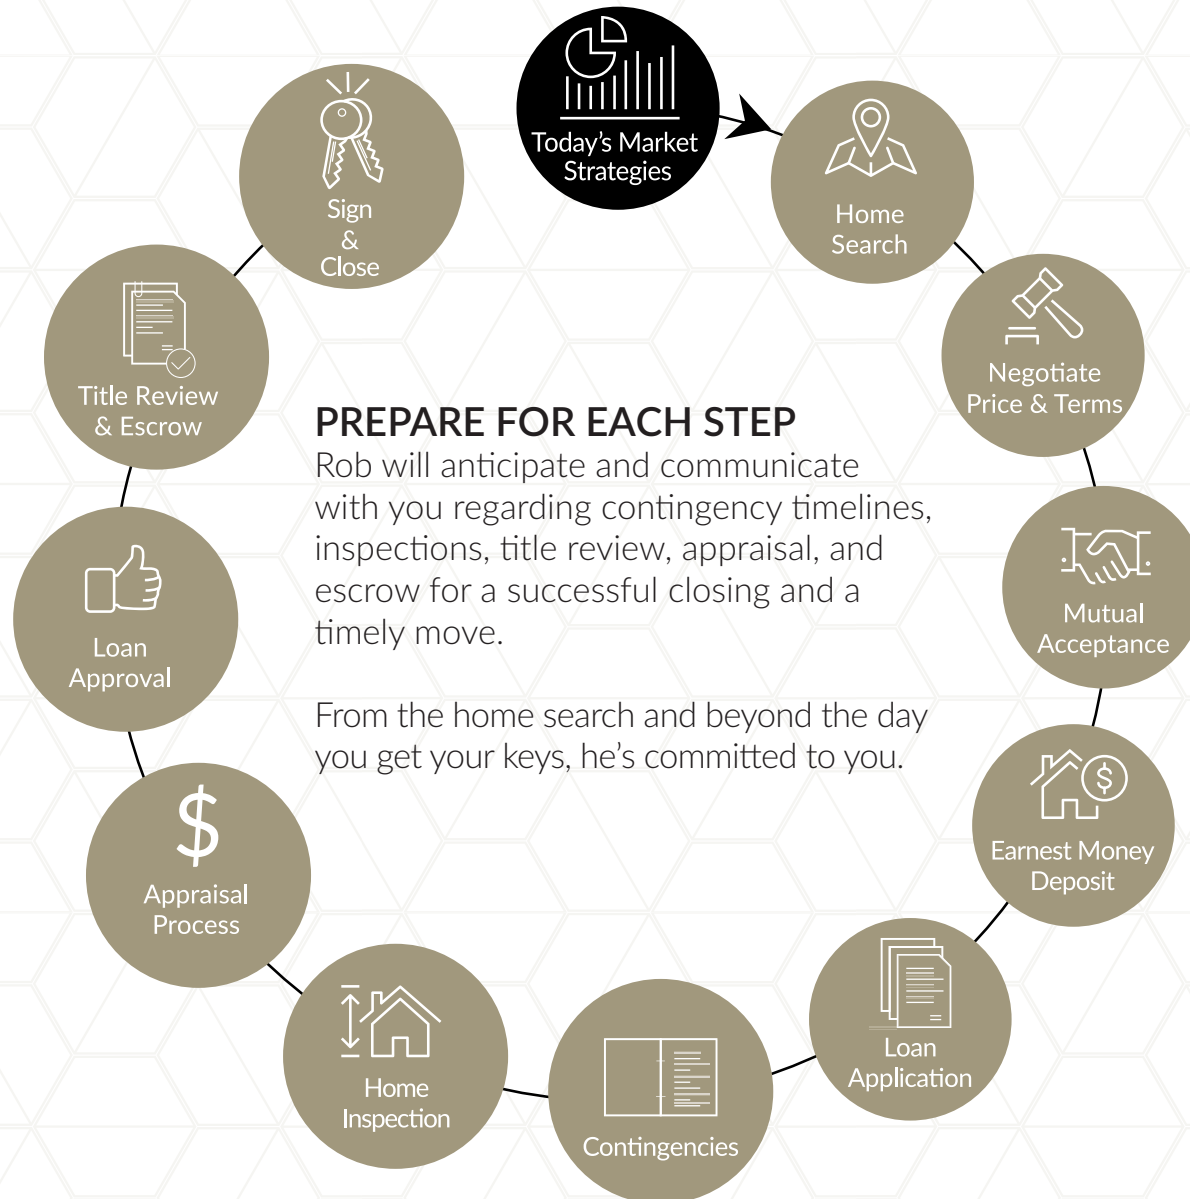 Today's Market
Strategies
Home
Search
Negotiate
Price & Terms
Mutual
Acceptance
Earnest Money
Deposit
Loan
Application
Contingencies
Home
Inspection
$
Appraisal
Process
Loan
Approval
Title Review
& Escrow
Sign
&
Close
PREPARE FOR EACH STEP
Rob will anticipate and communicate
with you regarding contingency timelines,
inspections, title review, appraisal, and
escrow for a successful closing and a
timely move.
From the home search and beyond the day
you get your keys, he's committed to you.